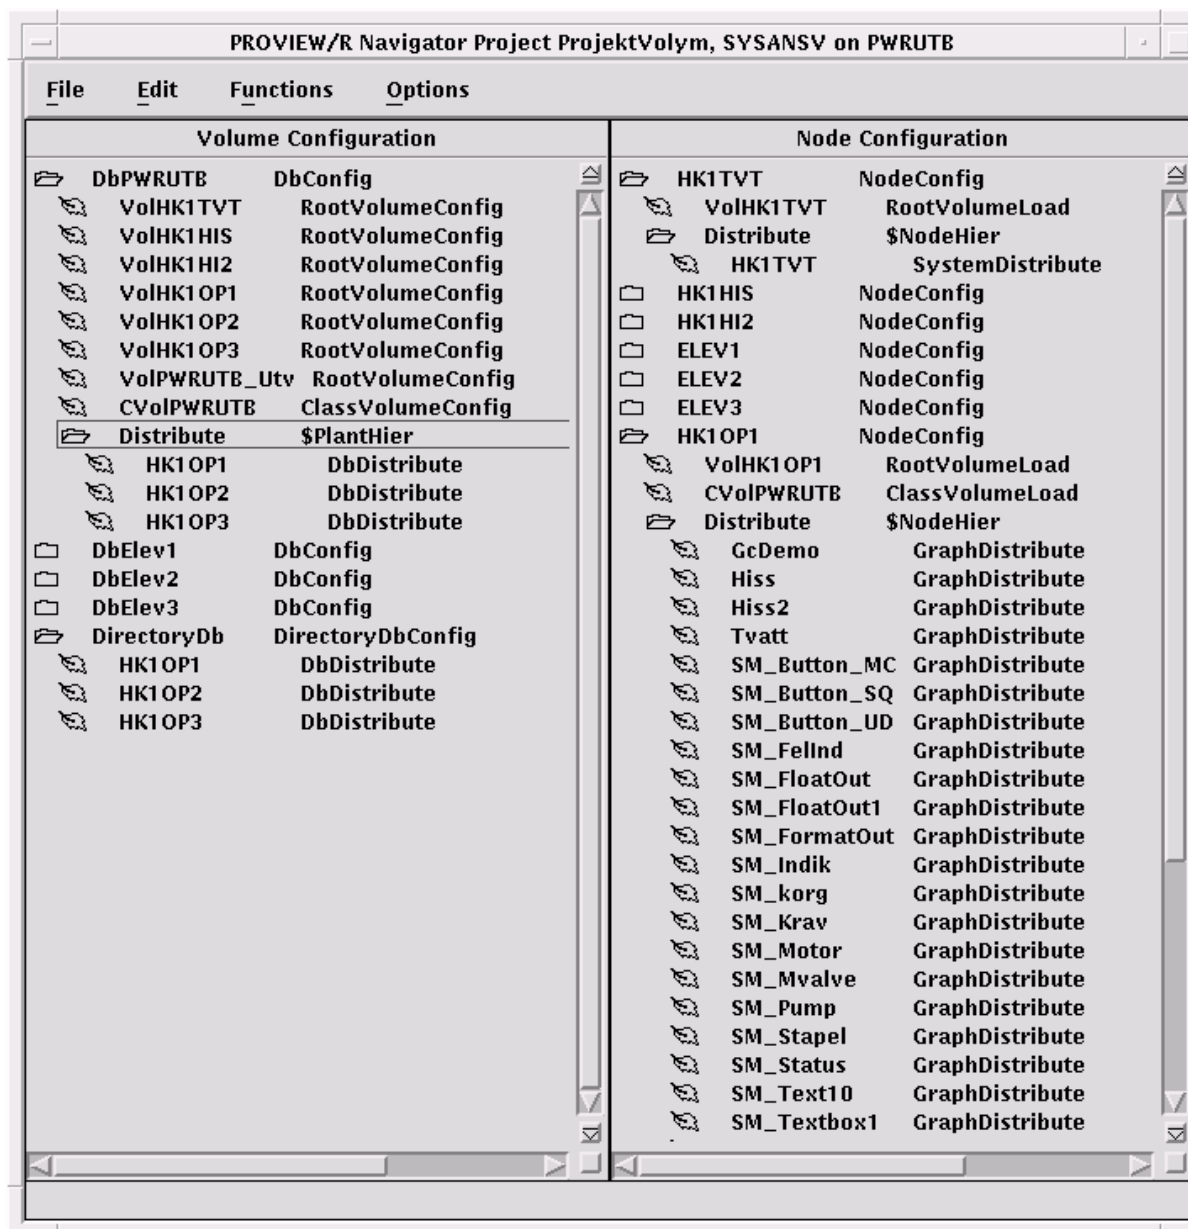 PROVIEW/R Navigator Project ProjektVolym, SYSANSV on PWRUTB
File Edit Functions Options
Volume Configuration
DbPWRUTB DbConfig
VolHK1TVT RootVolumeConfig
VolHK1HIS RootVolumeConfig
VolHK1HI2 RootVolumeConfig
VolHK1OP1 RootVolumeConfig
VolHK1OP2 RootVolumeConfig
VolHK1OP3 RootVolumeConfig
VolPWRUTB_Utv RootVolumeConfig
CVolPWRUTB ClassVolumeConfig
Distribute $PlantHier
HK1OP1 DbDistribute
HK1OP2 DbDistribute
HK1OP3 DbDistribute
DbElev1 DbConfig
DbElev2 DbConfig
DbElev3 DbConfig
DirectoryDb DirectoryDbConfig
HK1OP1 DbDistribute
HK1OP2 DbDistribute
HK1OP3 DbDistribute
Node Configuration
HK1TVT NodeConfig
VolHK1TVT RootVolumeLoad
Distribute $NodeHier
HK1TVT SystemDistribute
HK1HIS NodeConfig
HK1HI2 NodeConfig
ELEV1 NodeConfig
ELEV2 NodeConfig
ELEV3 NodeConfig
HK1OP1 NodeConfig
VolHK1OP1 RootVolumeLoad
CVolPWRUTB ClassVolumeLoad
Distribute $NodeHier
GcDemo GraphDistribute
Hiss GraphDistribute
Hiss2 GraphDistribute
Tvatt GraphDistribute
SM_Button_MC GraphDistribute
SM_Button_SQ GraphDistribute
SM_Button_UD GraphDistribute
SM_FelInd GraphDistribute
SM_FloatOut GraphDistribute
SM_FloatOut1 GraphDistribute
SM_FormatOut GraphDistribute
SM_Indik GraphDistribute
SM_korg GraphDistribute
SM_Krav GraphDistribute
SM_Motor GraphDistribute
SM_Mvalve GraphDistribute
SM_Pump GraphDistribute
SM_Stapel GraphDistribute
SM_Status GraphDistribute
SM_Text10 GraphDistribute
SM_Textbox1 GraphDistribute